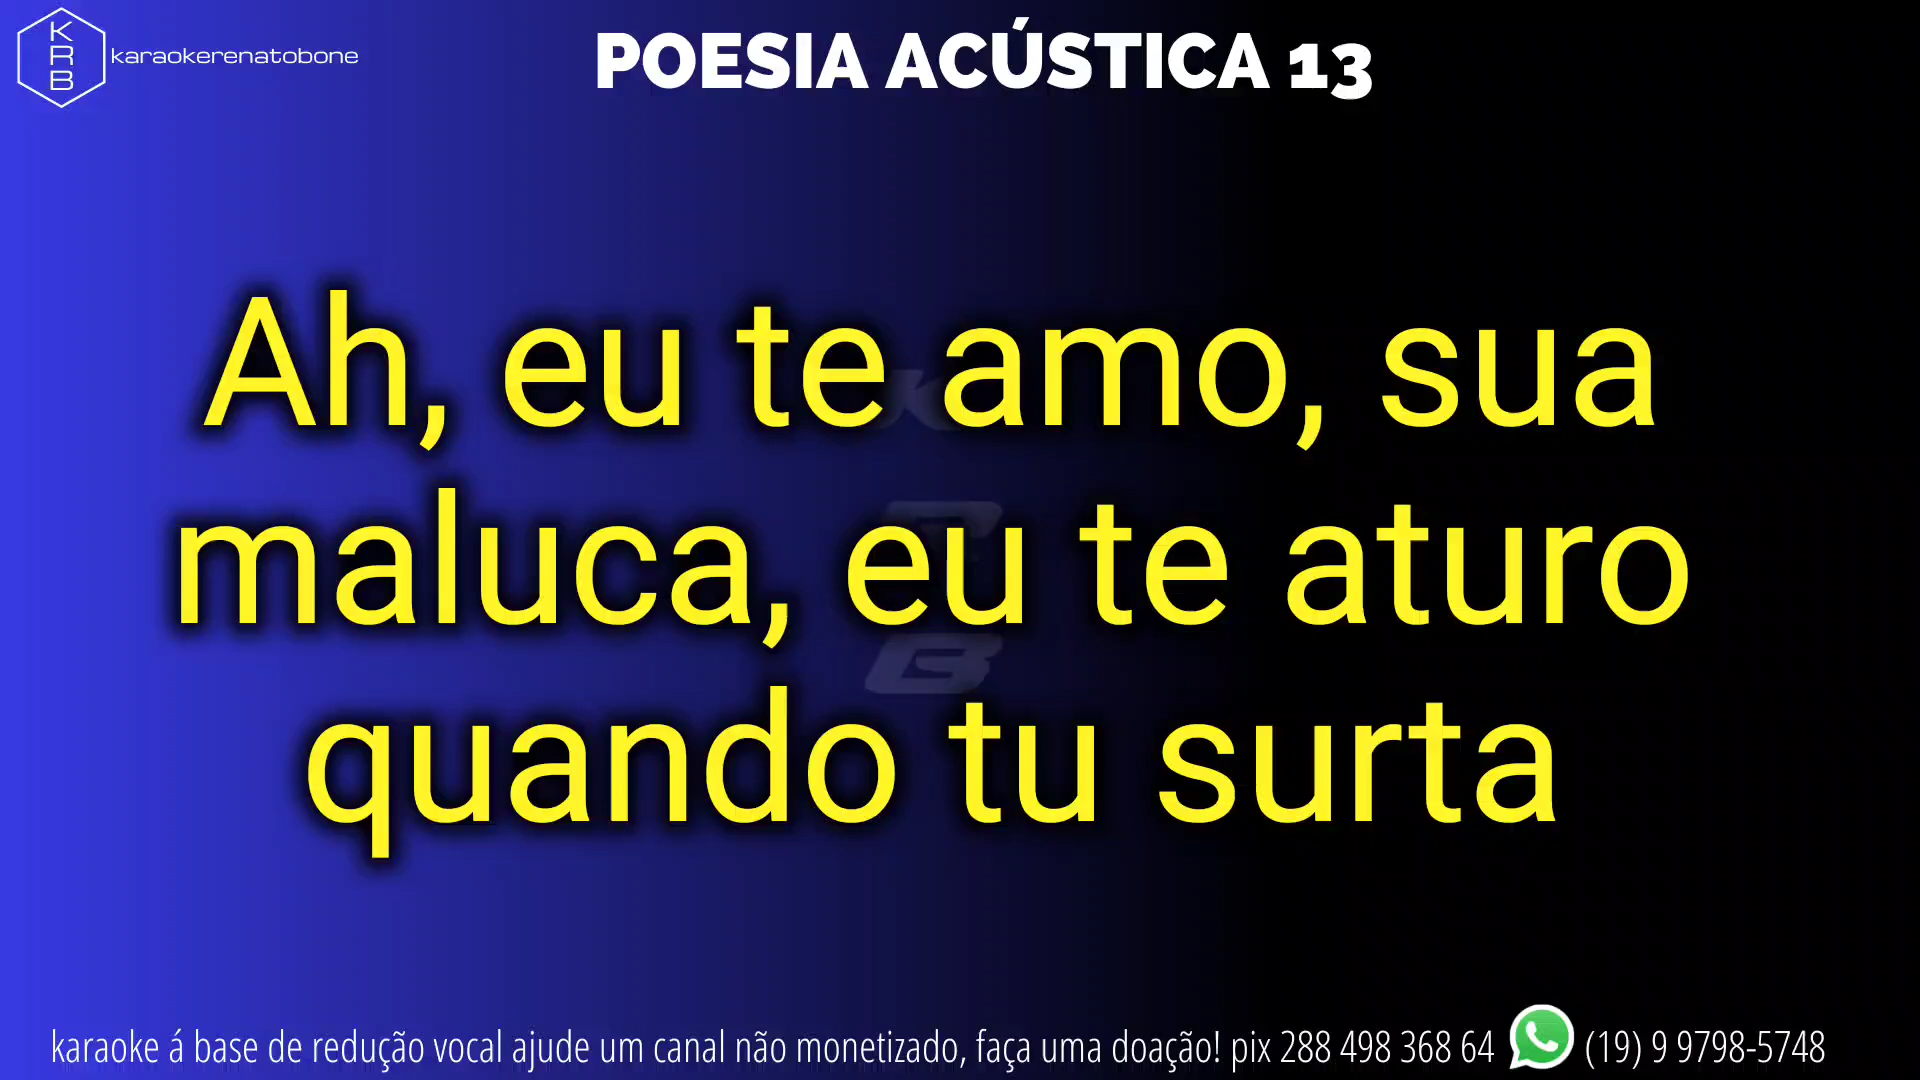 KRB
karaokerenatobone
POESIA ACÚSTICA 13
Ah, eu te amo, sua
maluca, eu te aturo
quando tu surta
KRB
karaoke á base de redução vocal ajude um canal não monetizado, faça uma doação! pix 288 498 368 64 (19) 9 9798-5748